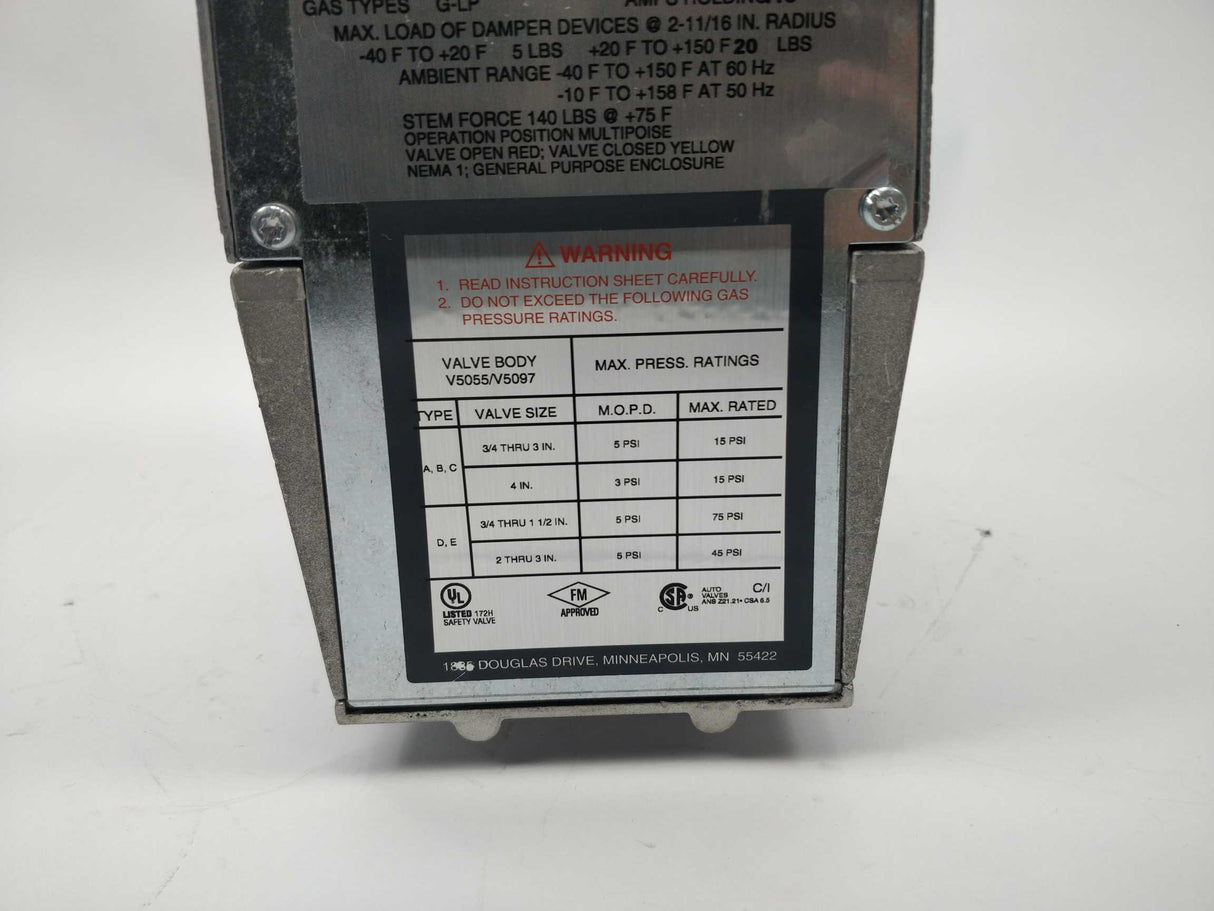 GAS TYPES G-LP
MAX. LOAD OF DAMPER DEVICES @ 2-11/16 IN. RADIUS
-40 F TO +20 F 5 LBS +20 F TO +150 F 20 LBS
AMBIENT RANGE -40 F TO +150 F AT 60 Hz
-10 F TO +158 F AT 50 Hz
STEM FORCE 140 LBS @ +75 F
OPERATION POSITION MULTIPOISE
VALVE OPEN RED; VALVE CLOSED YELLOW
NEMA 1; GENERAL PURPOSE ENCLOSURE
WARNING
1. READ INSTRUCTION SHEET CAREFULLY.
2. DO NOT EXCEED THE FOLLOWING GAS
PRESSURE RATINGS.
VALVE BODY
V5055/V5097
MAX. PRESS. RATINGS
TYPE VALVE SIZE M.O.P.D. MAX. RATED
A, B, C
3/4 THRU 3 IN. 5 PSI 15 PSI
4 IN. 3 PSI 15 PSI
D, E
3/4 THRU 1 1/2 IN. 5 PSI 75 PSI
2 THRU 3 IN. 5 PSI 45 PSI
UL
LISTED 172H
SAFETY VALVE
FM
APPROVED
SA
C US
AUTO
VALVES
ANS Z21.21• CSA 6.5
C/I
DOUGLAS DRIVE, MINNEAPOLIS, MN 55422